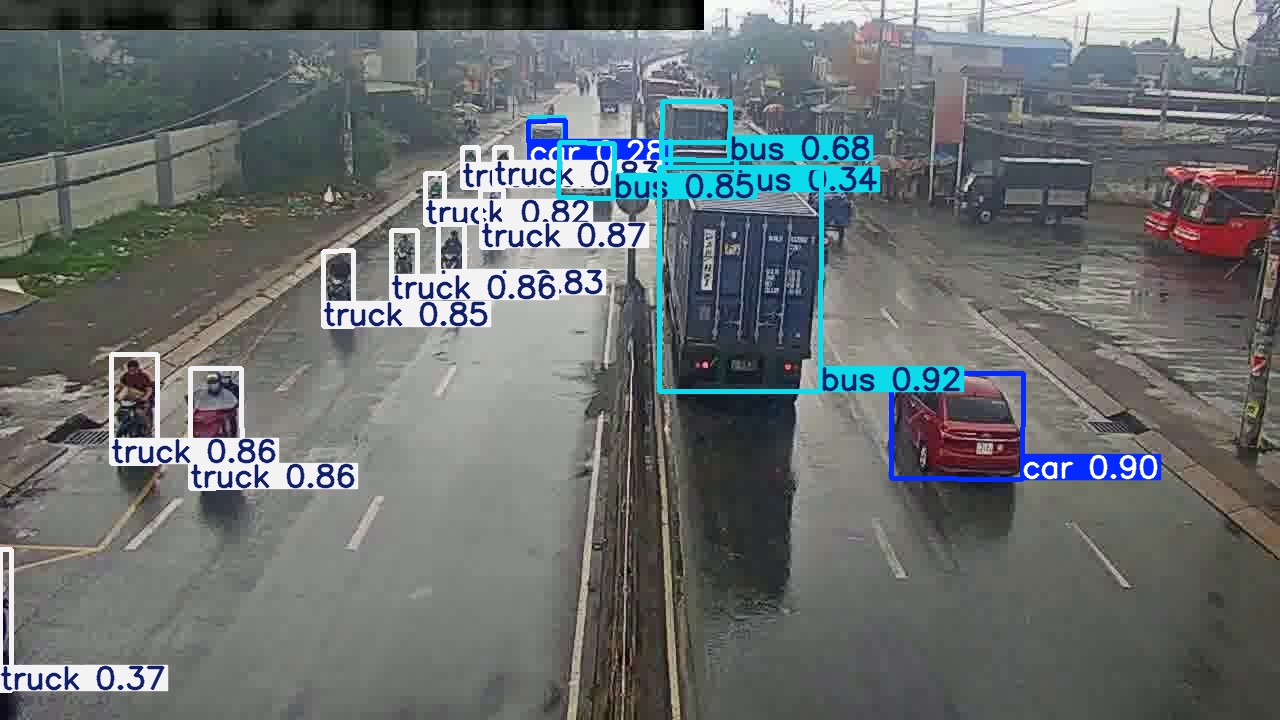 car 0.28
bus 0.68
truck 0.83
bus 0.85
us 0.34
truck 0.82
truck 0.87
truck 0.86
.83
truck 0.85
bus 0.92
truck 0.86
car 0.90
truck 0.86
truck 0.37